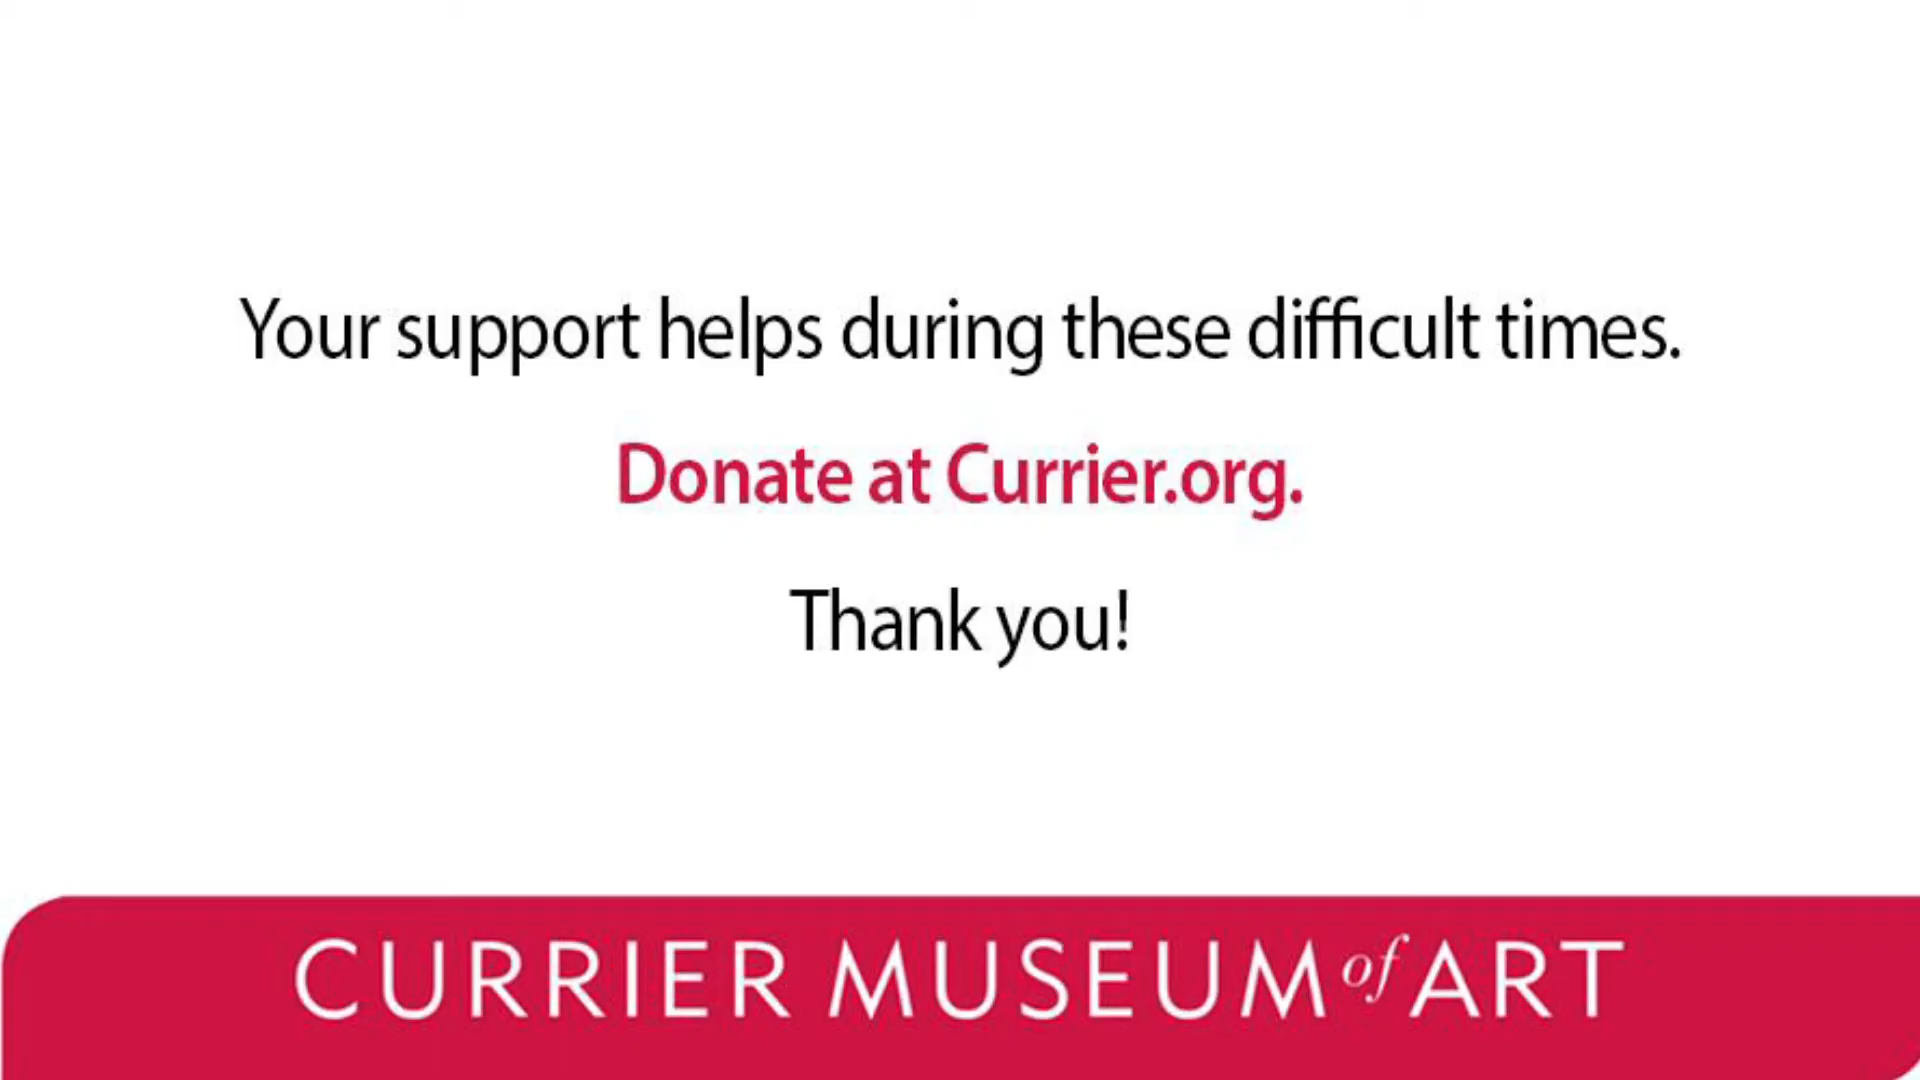 Your support helps during these difficult times.
Donate at Currier.org.
Thank you!
CURRIER MUSEUM of ART